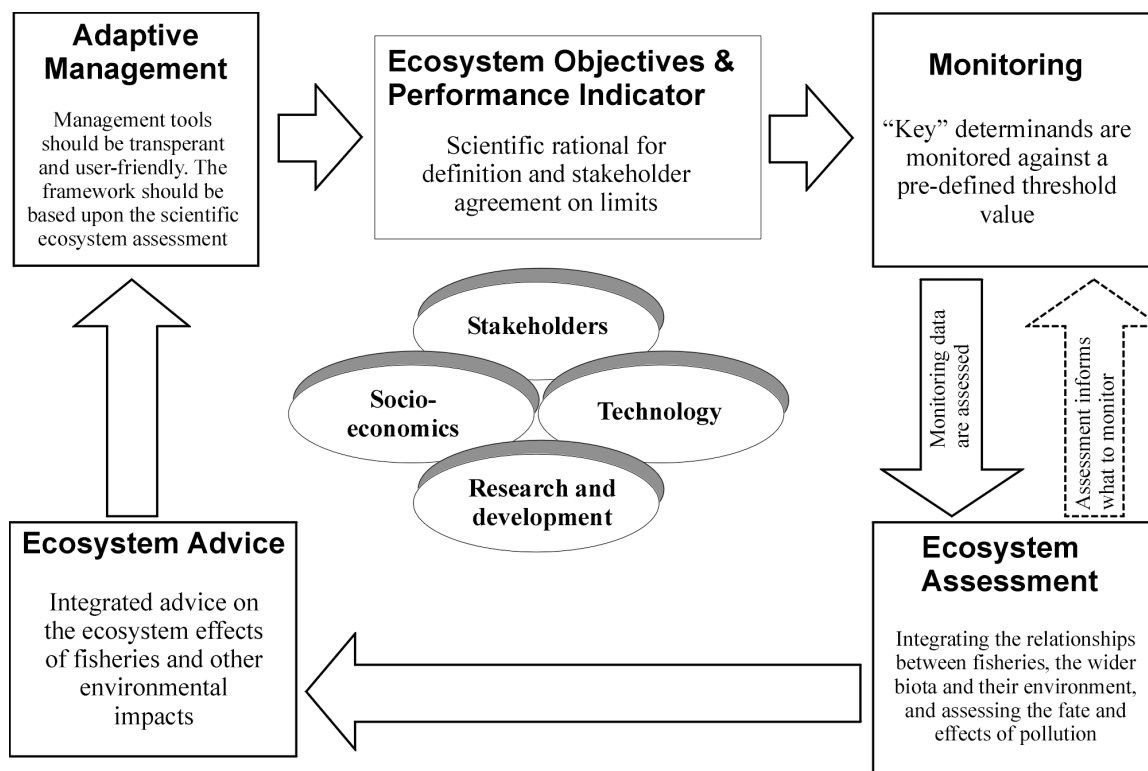 Adaptive
Management
Management tools
should be transperant
and user-friendly. The
framework should be
based upon the scientific
ecosystem assessment
Ecosystem Objectives &
Performance Indicator
Scientific rational for
definition and stakeholder
agreement on limits
Monitoring
“Key” determinands are
monitored against a
pre-defined threshold
value
Stakeholders
Socio-
economics
Technology
Research and
development
Monitoring data
are assessed
Assessment informs
what to monitor
Ecosystem Advice
Integrated advice on
the ecosystem effects
of fisheries and other
environmental
impacts
Ecosystem
Assessment
Integrating the relationships
between fisheries, the wider
biota and their environment,
and assessing the fate and
effects of pollution